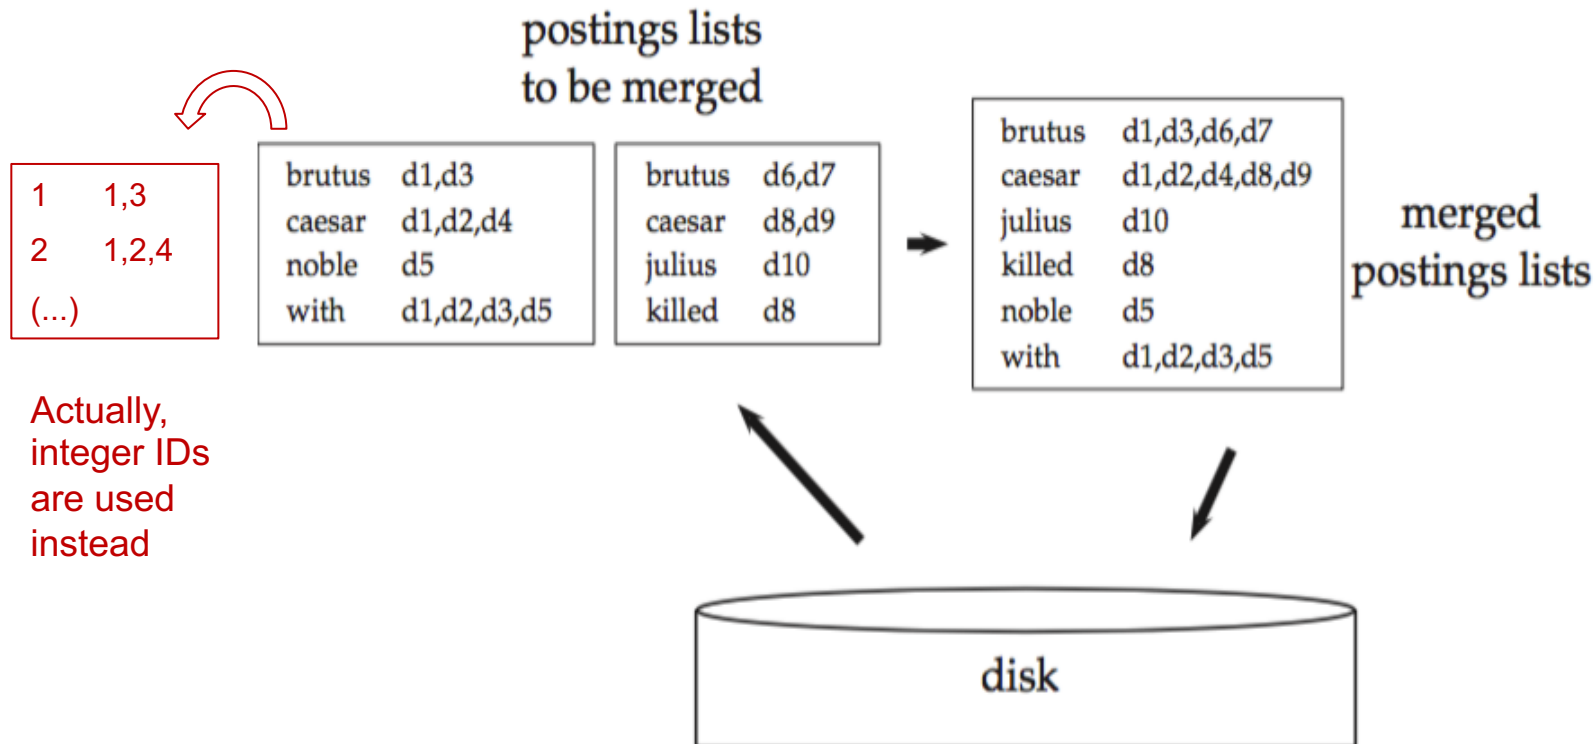 postings lists
to be merged
1 1,3
2 1,2,4
(...)
brutus d1,d3
caesar d1,d2,d4
noble d5
with d1,d2,d3,d5
brutus d6,d7
caesar d8,d9
julius d10
killed d8
brutus d1,d3,d6,d7
caesar d1,d2,d4,d8,d9
julius d10
killed d8
noble d5
with d1,d2,d3,d5
merged
postings lists
Actually,
integer IDs
are used
instead
disk